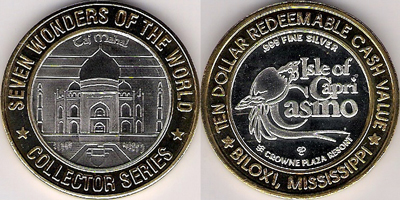 SEVEN WONDERS OF THE WORLD
Taj Mahal
COLLECTOR SERIES
TEN DOLLAR REDEEMABLE CASH VALUE
.999 FINE SILVER
Isle of
Capri
Casino
CROWNE PLAZA RESORT
BILOXI, MISSISSIPPI